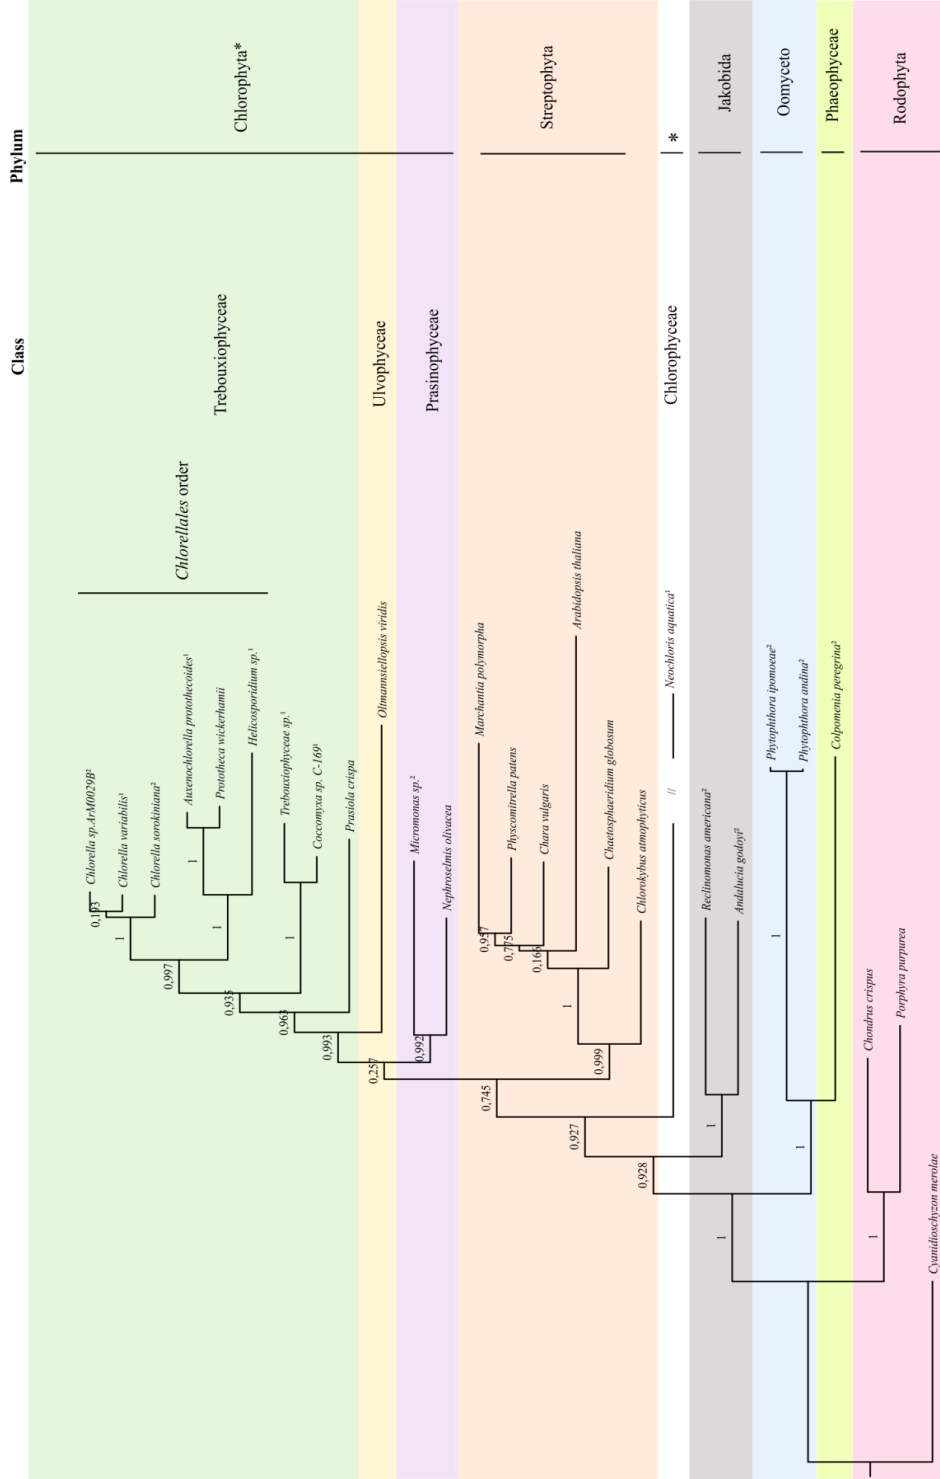 Phylum
Class
Chlorophyta*
Streptophyta
*
Jakobida
Oomyceto
Phaeophyceae
Rodophyta
Trebouxiophyceae
Ulvophyceae
Prasinophyceae
Chlorophyceae
Chlorellales order
Chlorella sp.ArM0029B²
Chlorella variabilis¹
Chlorella sorokiniana²
Auxenochlorella protothecoides¹
Prototheca wickerhamii
Helicosporidium sp.¹
Trebouxiophyceae sp.¹
Coccomyxa sp. C-169¹
Prasiola crispa
Oltmannsiellopsis viridis
Micromonas sp.²
Nephroselmis olivacea
Marchantia polymorpha
Physcomitrella patens
Chara vulgaris
Arabidopsis thaliana
Chaetosphaeridium globosum
Chlorokybus atmophyticus
Neochloris aquatica¹
//
Reclinomonas americana²
Andalucia godoyi²
Phytophthora ipomoeae²
Phytophthora andina²
Colpomenia peregrina²
Chondrus crispus
Porphyra purpurea
Cyanidioschyzon merolae
0,193
1
1
1
0,997
1
0,935
0,963
0,993
0,257
0,992
0,957
0,775
0,165
1
0,999
0,745
0,927
0,928
1
1
1
1
1